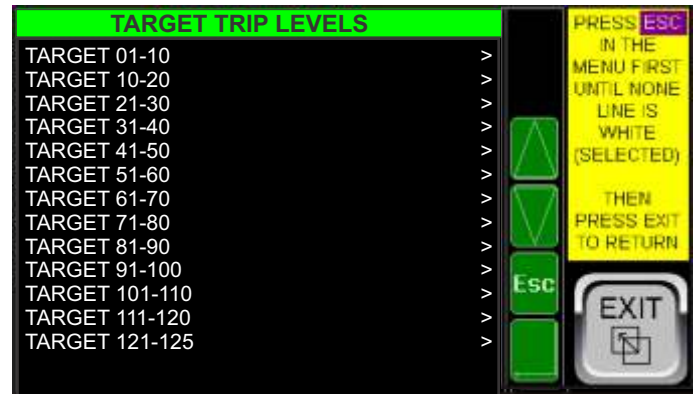 TARGET TRIP LEVELS
TARGET 01-10 >
TARGET 10-20 >
TARGET 21-30 >
TARGET 31-40 >
TARGET 41-50 >
TARGET 51-60 >
TARGET 61-70 >
TARGET 71-80 >
TARGET 81-90 >
TARGET 91-100 >
TARGET 101-110 >
TARGET 111-120 >
TARGET 121-125 >
Esc
PRESS ESC
IN THE
MENU FIRST
UNTIL NONE
LINE IS
WHITE
(SELECTED)
THEN
PRESS EXIT
TO RETURN
EXIT